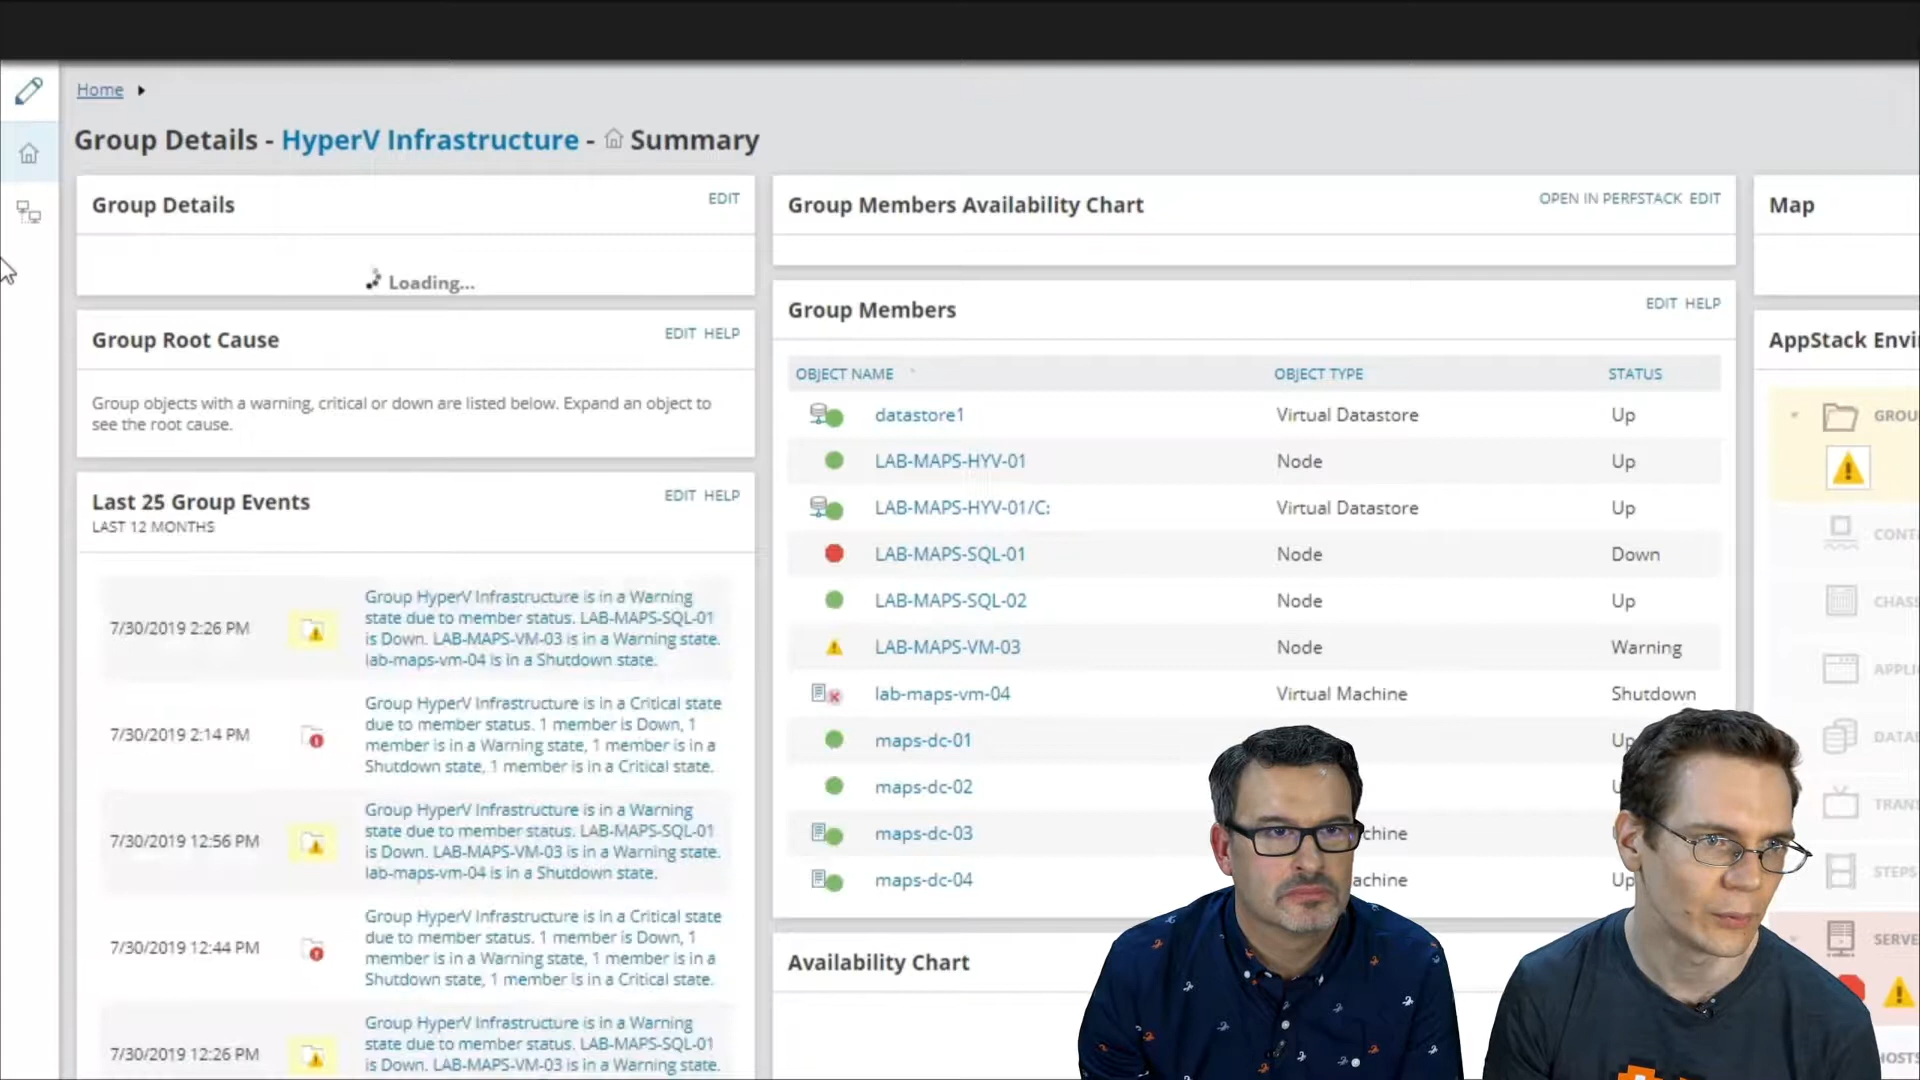 Home
Group Details - HyperV Infrastructure - Summary
Group Details
EDIT
Loading...
Group Root Cause
EDIT HELP
Group objects with a warning, critical or down are listed below. Expand an object to
see the root cause.
Last 25 Group Events
EDIT HELP
LAST 12 MONTHS
7/30/2019 2:26 PM
Group HyperV Infrastructure is in a Warning
state due to member status. LAB-MAPS-SQL-01
is Down. LAB-MAPS-VM-03 is in a Warning state.
lab-maps-vm-04 is in a Shutdown state.
7/30/2019 2:14 PM
Group HyperV Infrastructure is in a Critical state
due to member status. 1 member is Down, 1
member is in a Warning state, 1 member is in a
Shutdown state, 1 member is in a Critical state.
7/30/2019 12:56 PM
Group HyperV Infrastructure is in a Warning
state due to member status. LAB-MAPS-SQL-01
is Down. LAB-MAPS-VM-03 is in a Warning state.
lab-maps-vm-04 is in a Shutdown state.
7/30/2019 12:44 PM
Group HyperV Infrastructure is in a Critical state
due to member status. 1 member is Down, 1
member is in a Warning state, 1 member is in a
Shutdown state, 1 member is in a Critical state.
7/30/2019 12:26 PM
Group HyperV Infrastructure is in a Warning
state due to member status. LAB-MAPS-SQL-01
is Down. LAB-MAPS-VM-03 is in a Warning state.
Group Members Availability Chart
OPEN IN PERFSTACK EDIT
Group Members
EDIT HELP
OBJECT NAME OBJECT TYPE STATUS
datastore1 Virtual Datastore Up
LAB-MAPS-HYV-01 Node Up
LAB-MAPS-HYV-01/C: Virtual Datastore Up
LAB-MAPS-SQL-01 Node Down
LAB-MAPS-SQL-02 Node Up
LAB-MAPS-VM-03 Node Warning
lab-maps-vm-04 Virtual Machine Shutdown
maps-dc-01 Up
maps-dc-02
maps-dc-03 chine
maps-dc-04 achine Up
Availability Chart
Map
AppStack Envi
GROU
CONTA
CHASS
APPLI
DATAB
TRAN
STEPS
SERVE
HOSTS